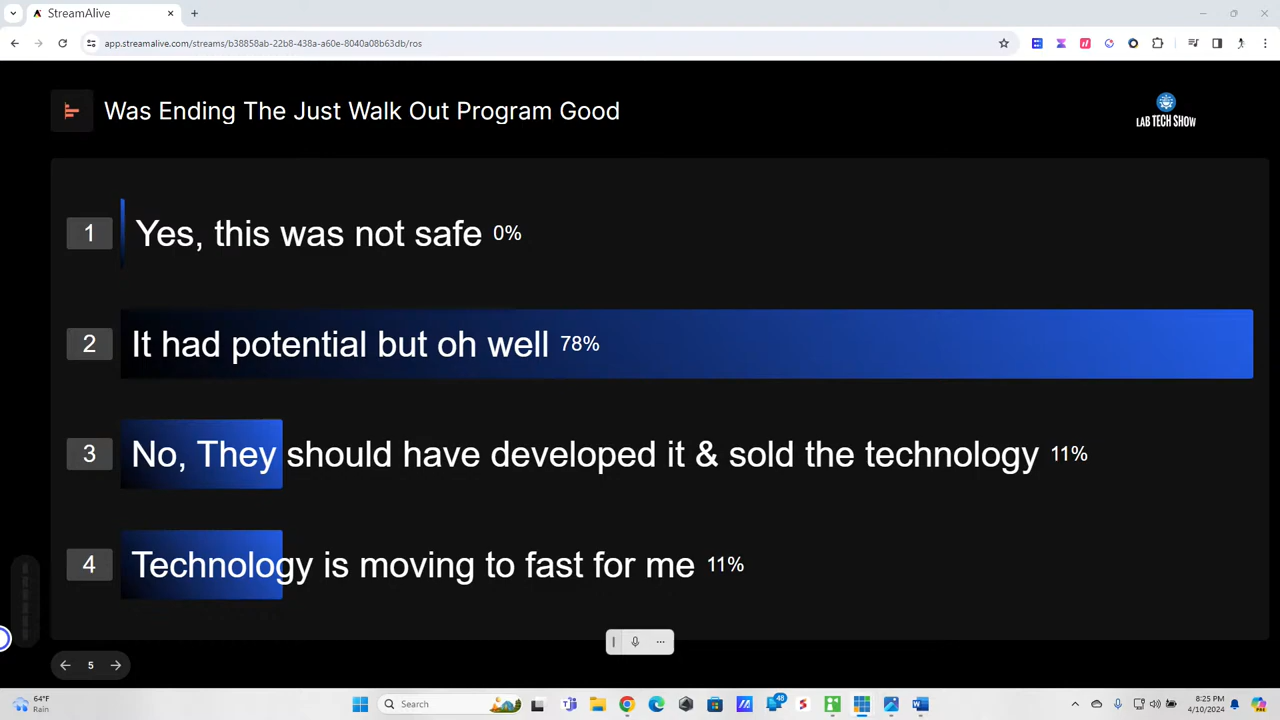 StreamAlive
app.streamalive.com/streams/b38858ab-22b8-438a-a60e-8040a08b63db/ros
Was Ending The Just Walk Out Program Good
LAB TECH SHOW
1 Yes, this was not safe 0%
2 It had potential but oh well 78%
3 No, They should have developed it & sold the technology 11%
4 Technology is moving to fast for me 11%
5
64°F
Rain
Search
48
8:25 PM
4/10/2024